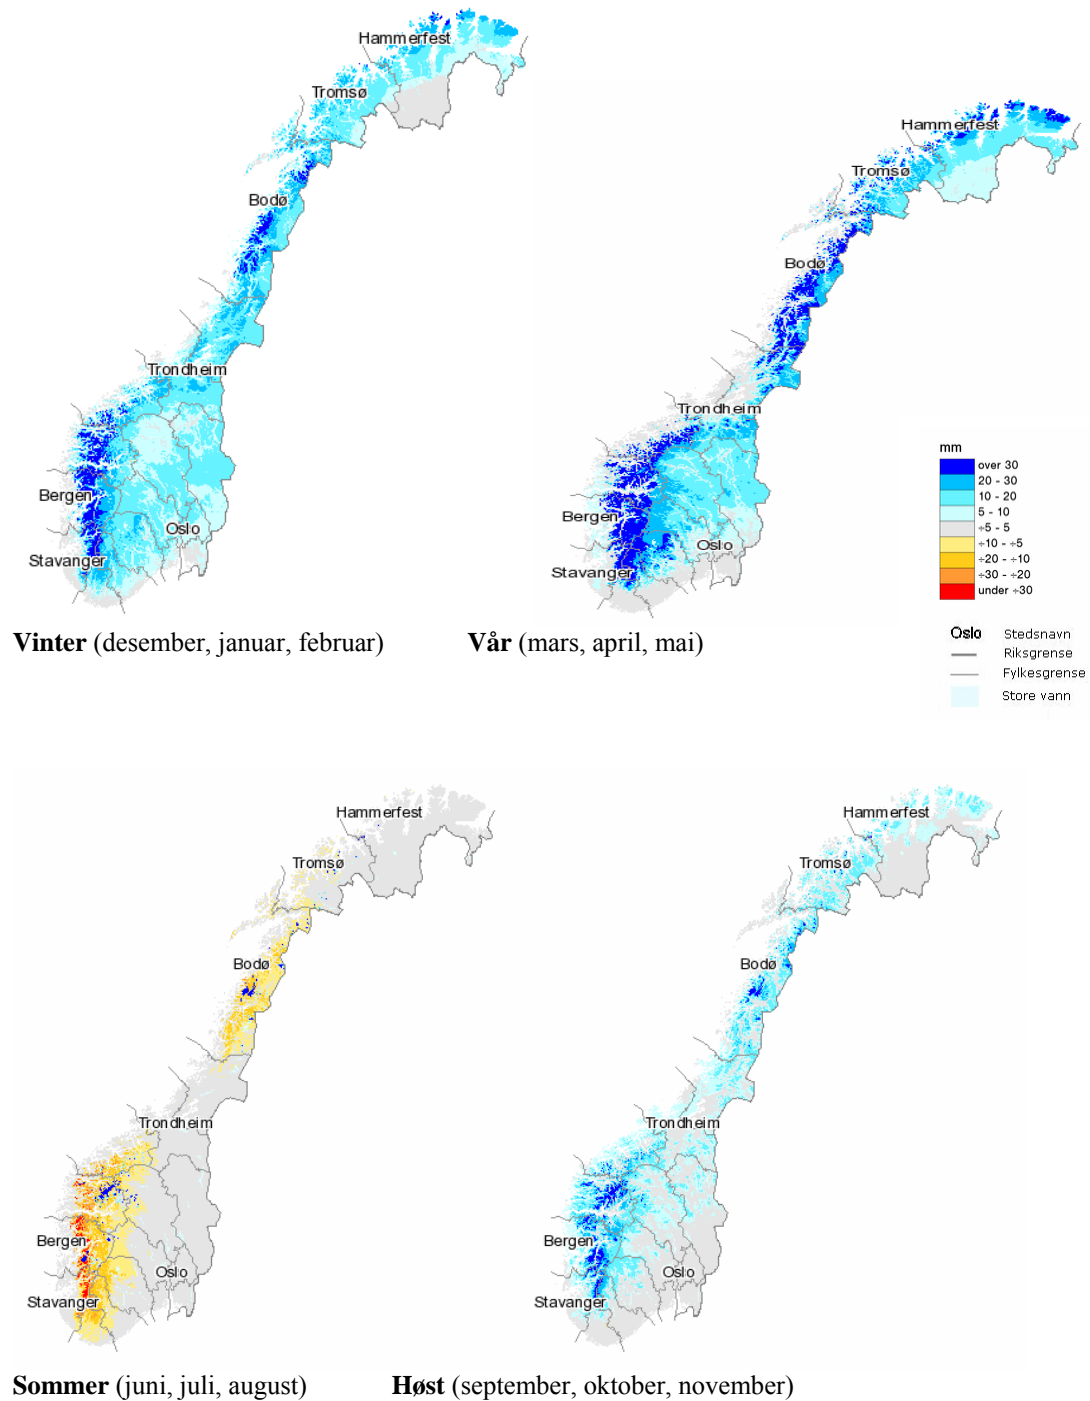 Hammerfest
Tromsø
Bodø
Trondheim
Bergen
Oslo
Stavanger
Hammerfest
Tromsø
Bodø
Trondheim
Bergen
Oslo
Stavanger
mm
over 30
20 - 30
10 - 20
5 - 10
÷5 - 5
÷10 - ÷5
÷20 - ÷10
÷30 - ÷20
under ÷30
Oslo Stedsnavn
Riksgrense
Fylkesgrense
Store vann
Vinter (desember, januar, februar)
Vår (mars, april, mai)
Hammerfest
Tromsø
Bodø
Trondheim
Bergen
Oslo
Stavanger
Hammerfest
Tromsø
Bodø
Trondheim
Bergen
Oslo
Stavanger
Sommer (juni, juli, august)
Høst (september, oktober, november)